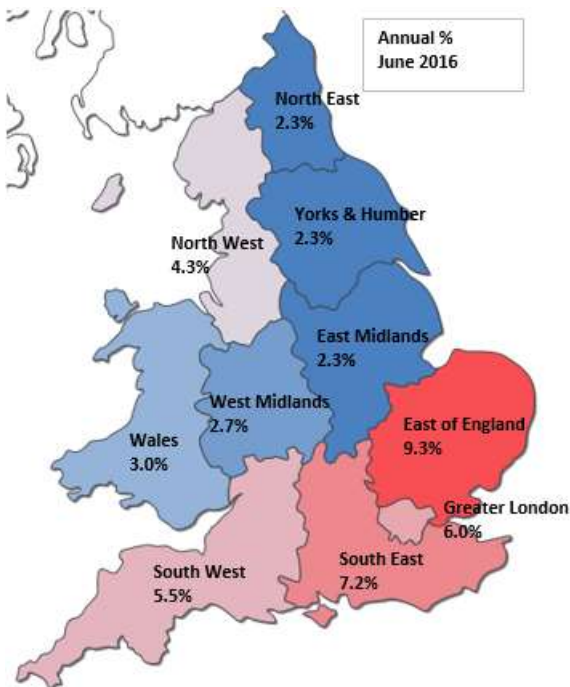 Annual %
June 2016
North East
2.3%
Yorks & Humber
2.3%
North West
4.3%
East Midlands
2.3%
West Midlands
2.7%
East of England
9.3%
Wales
3.0%
Greater London
6.0%
South East
7.2%
South West
5.5%